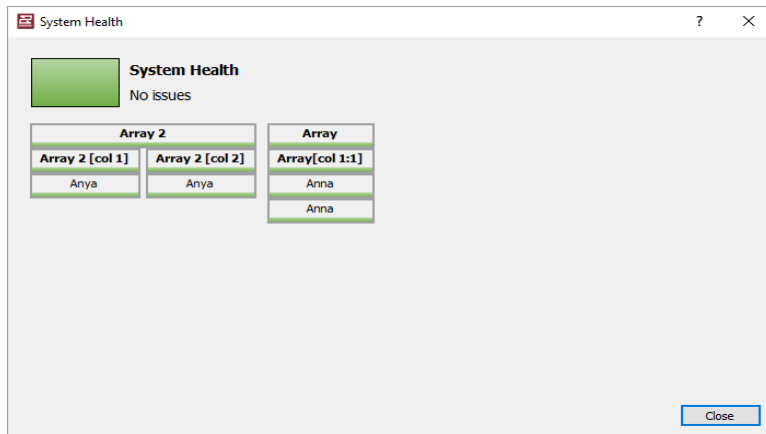 System Health
? ×
System Health
No issues
Array 2 Array
Array 2 [col 1] Array 2 [col 2] Array[col 1:1]
Anya Anya Anna
Anna
Close